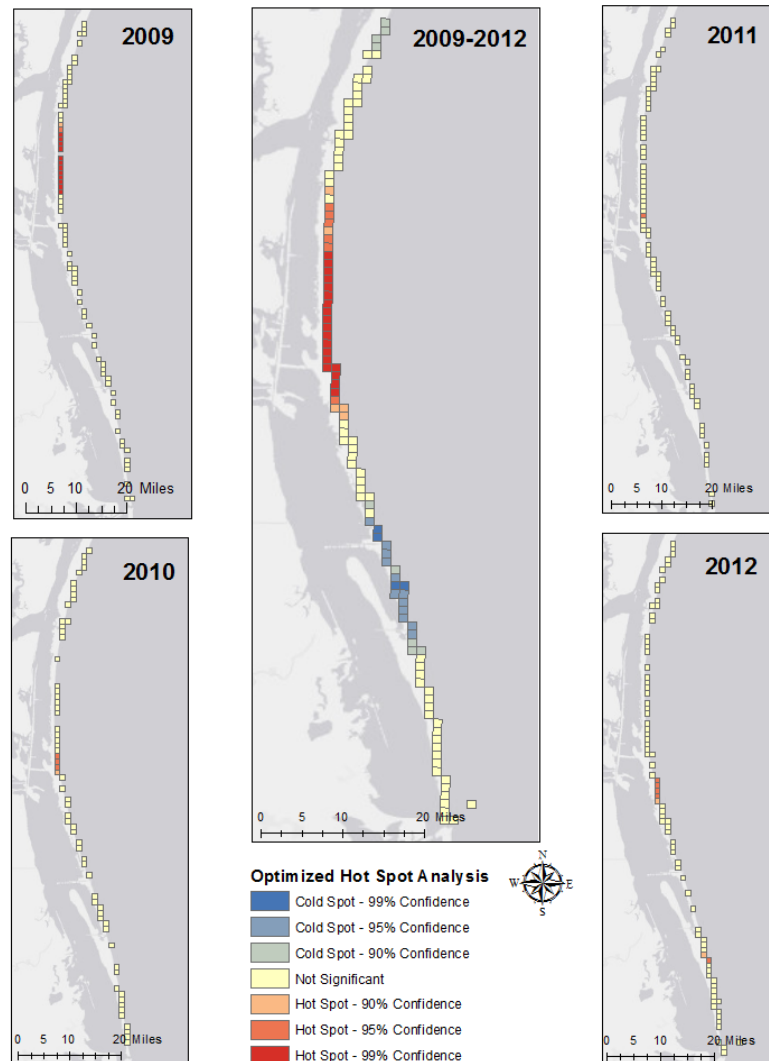 2009
0 5 10 20 Miles
2009-2012
0 5 10 20 Miles
2011
0 5 10 20 Miles
2010
0 5 10 20 Miles
2012
0 5 10 20 Miles
Optimized Hot Spot Analysis
Cold Spot - 99% Confidence
Cold Spot - 95% Confidence
Cold Spot - 90% Confidence
Not Significant
Hot Spot - 90% Confidence
Hot Spot - 95% Confidence
Hot Spot - 99% Confidence
N
W E
S